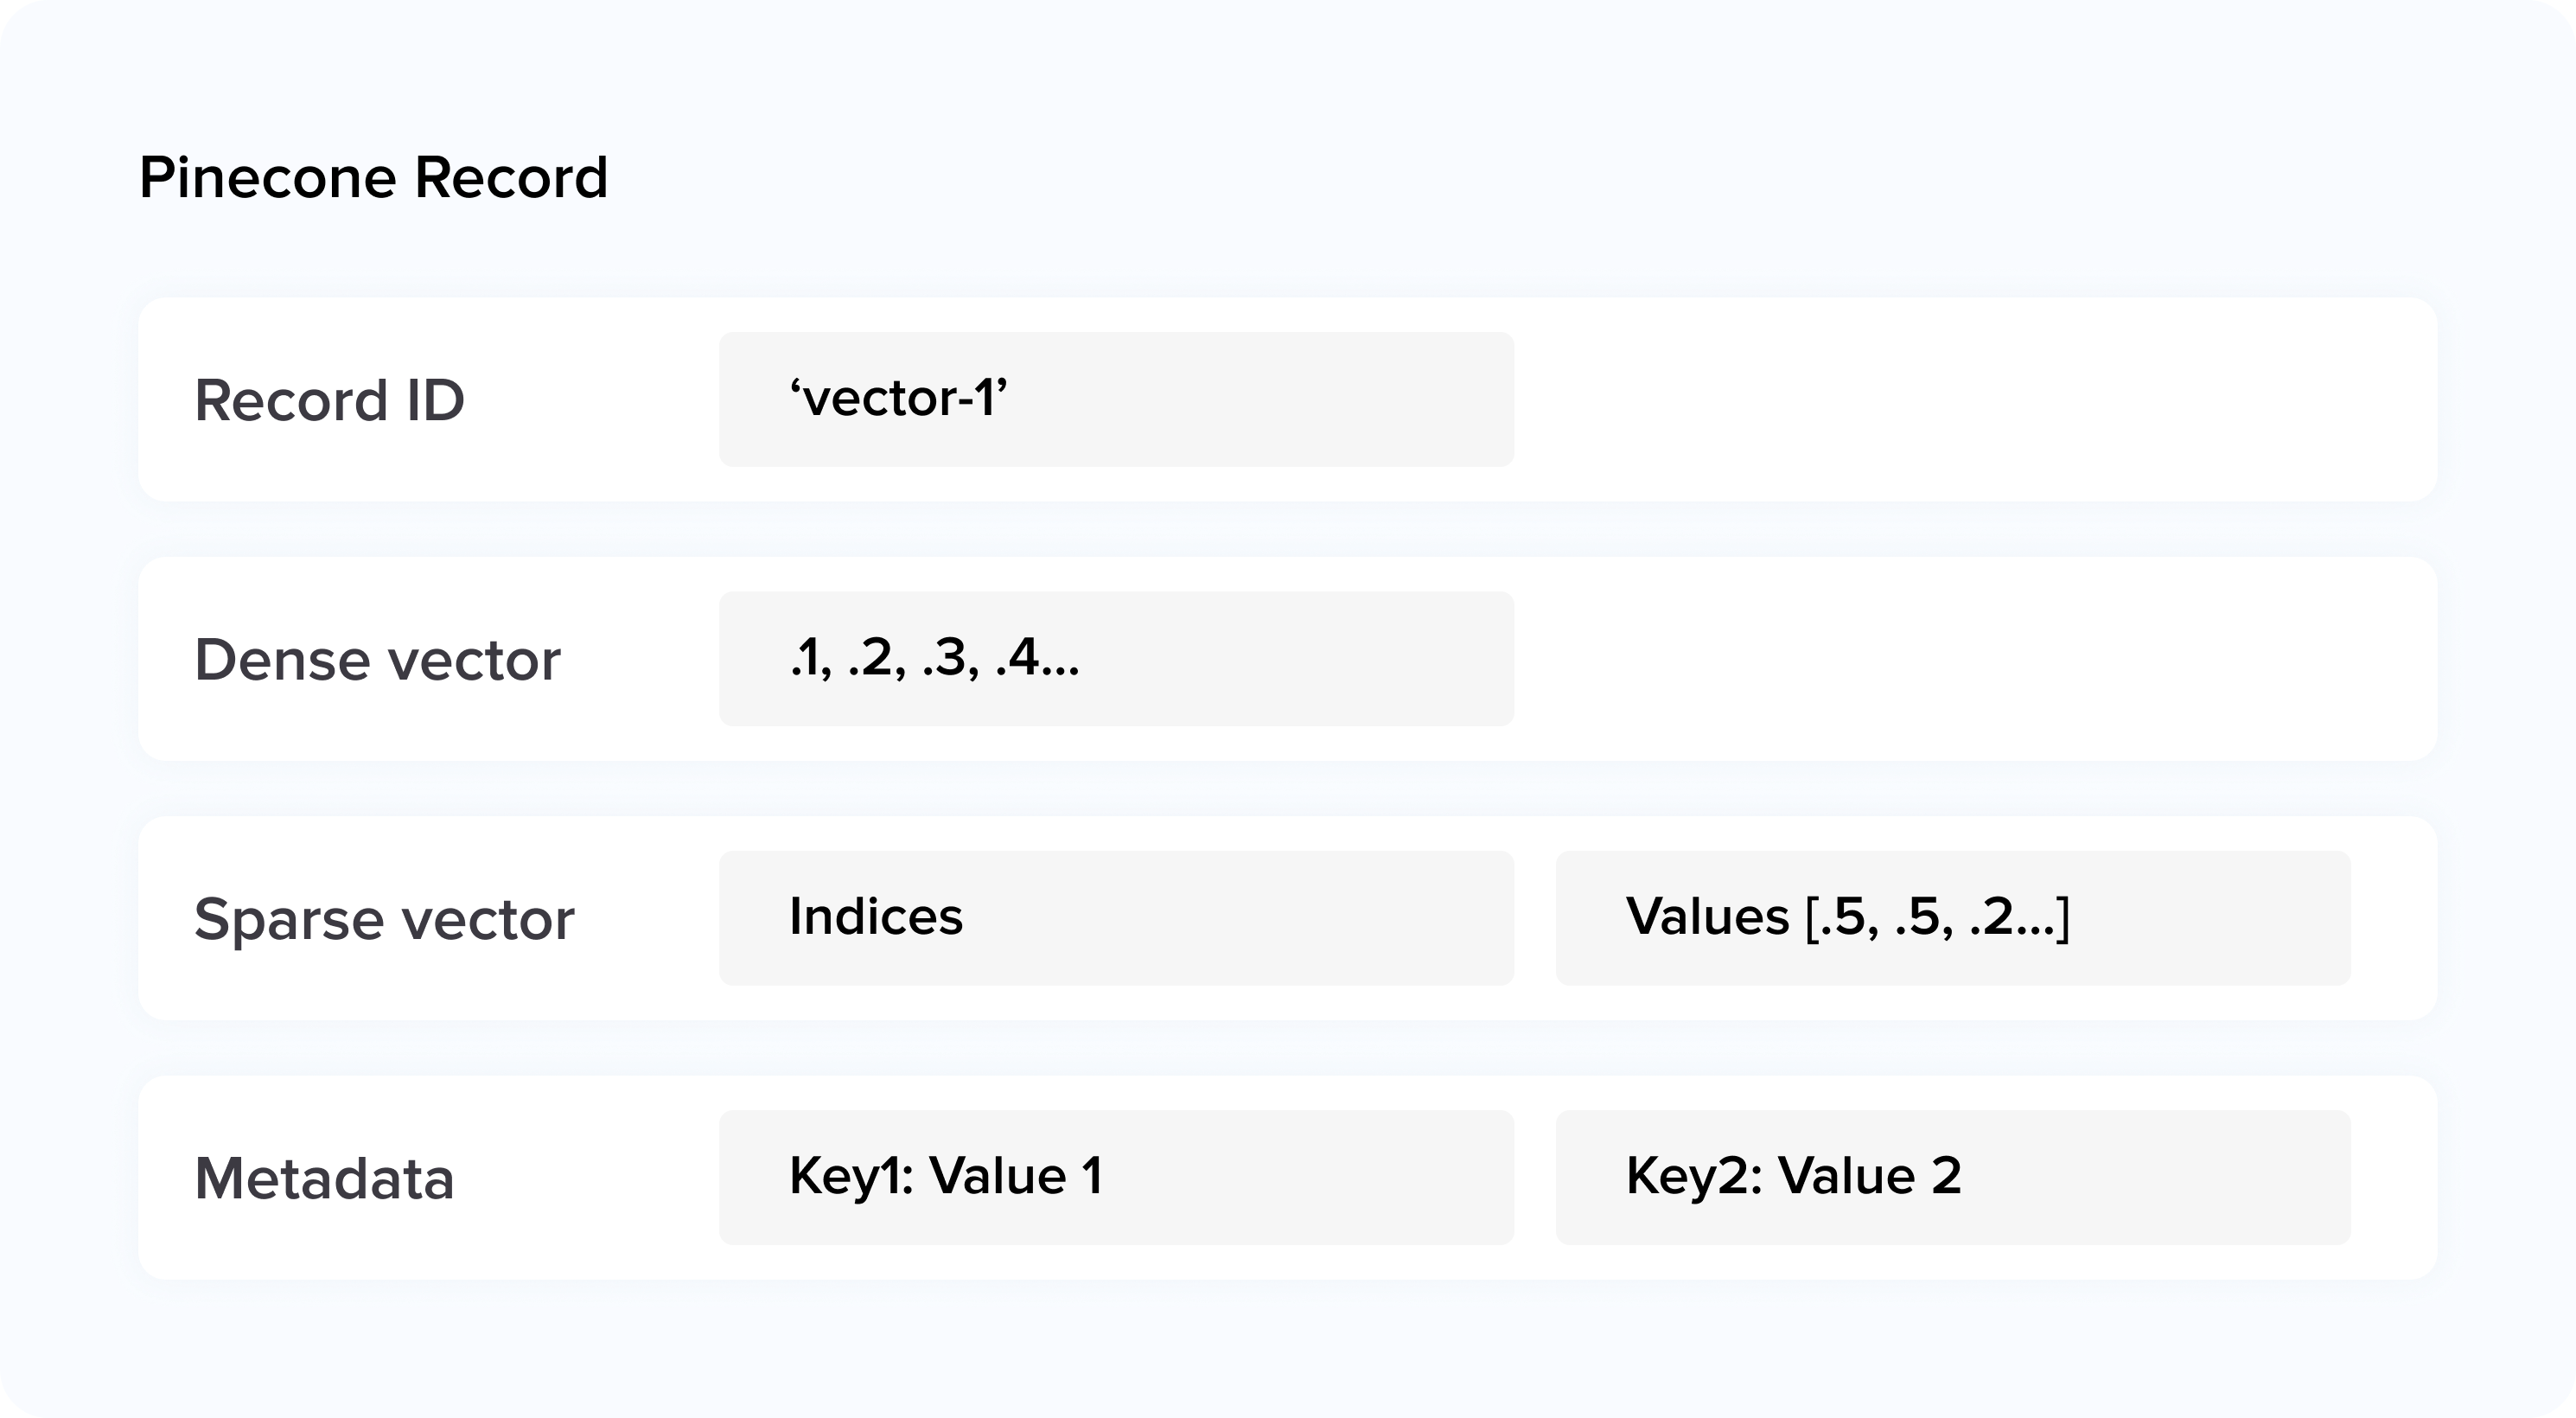 Pinecone Record
Record ID ‘vector-1’
Dense vector .1, .2, .3, .4...
Sparse vector Indices Values [.5, .5, .2...]
Metadata Key1: Value 1 Key2: Value 2